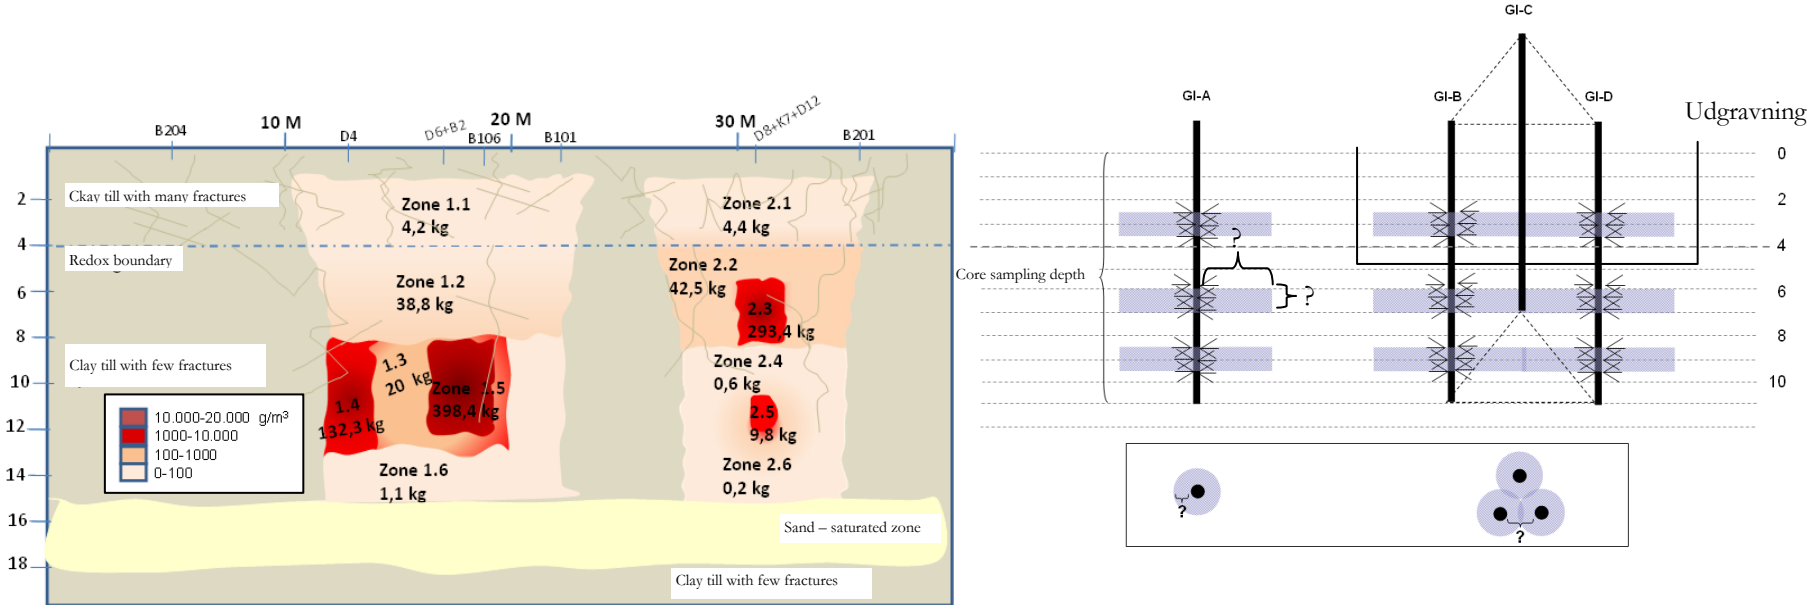 10 M
20 M
30 M
B204
D4
D6+B2
B106
B101
D8+K7+D12
B201
2
4
6
8
10
12
14
16
18
Ckay till with many fractures
Redox boundary
Clay till with few fractures
Zone 1.1
4,2 kg
Zone 1.2
38,8 kg
1.3
20 kg
1.4
132,3 kg
Zone 1.5
398,4 kg
Zone 1.6
1,1 kg
Zone 2.1
4,4 kg
Zone 2.2
42,5 kg
2.3
293,4 kg
Zone 2.4
0,6 kg
2.5
9,8 kg
Zone 2.6
0,2 kg
10.000-20.000 g/m³
1000-10.000
100-1000
0-100
Sand – saturated zone
Clay till with few fractures
GI-C
GI-A
GI-B
GI-D
Udgravning
0
2
4
6
8
10
Core sampling depth
?
?
?
?